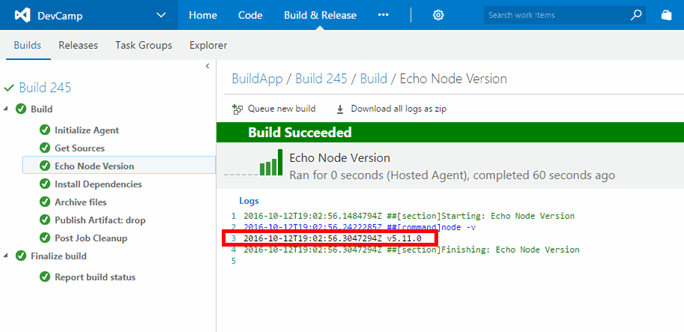 DevCamp Home Code Build & Release ••• Search work items
Builds Releases Task Groups Explorer
Build 245
Build
Initialize Agent
Get Sources
Echo Node Version
Install Dependencies
Archive files
Publish Artifact: drop
Post Job Cleanup
Finalize build
Report build status
BuildApp / Build 245 / Build / Echo Node Version
Queue new build Download all logs as zip
Build Succeeded
Echo Node Version
Ran for 0 seconds (Hosted Agent), completed 60 seconds ago
Logs
1 2016-10-12T19:02:56.1484794Z ##[section]Starting: Echo Node Version
2 2016-10-12T19:02:56.2422285Z ##[command]node -v
3 2016-10-12T19:02:56.3047294Z v5.11.0
4 2016-10-12T19:02:56.3047294Z ##[section]Finishing: Echo Node Version
5